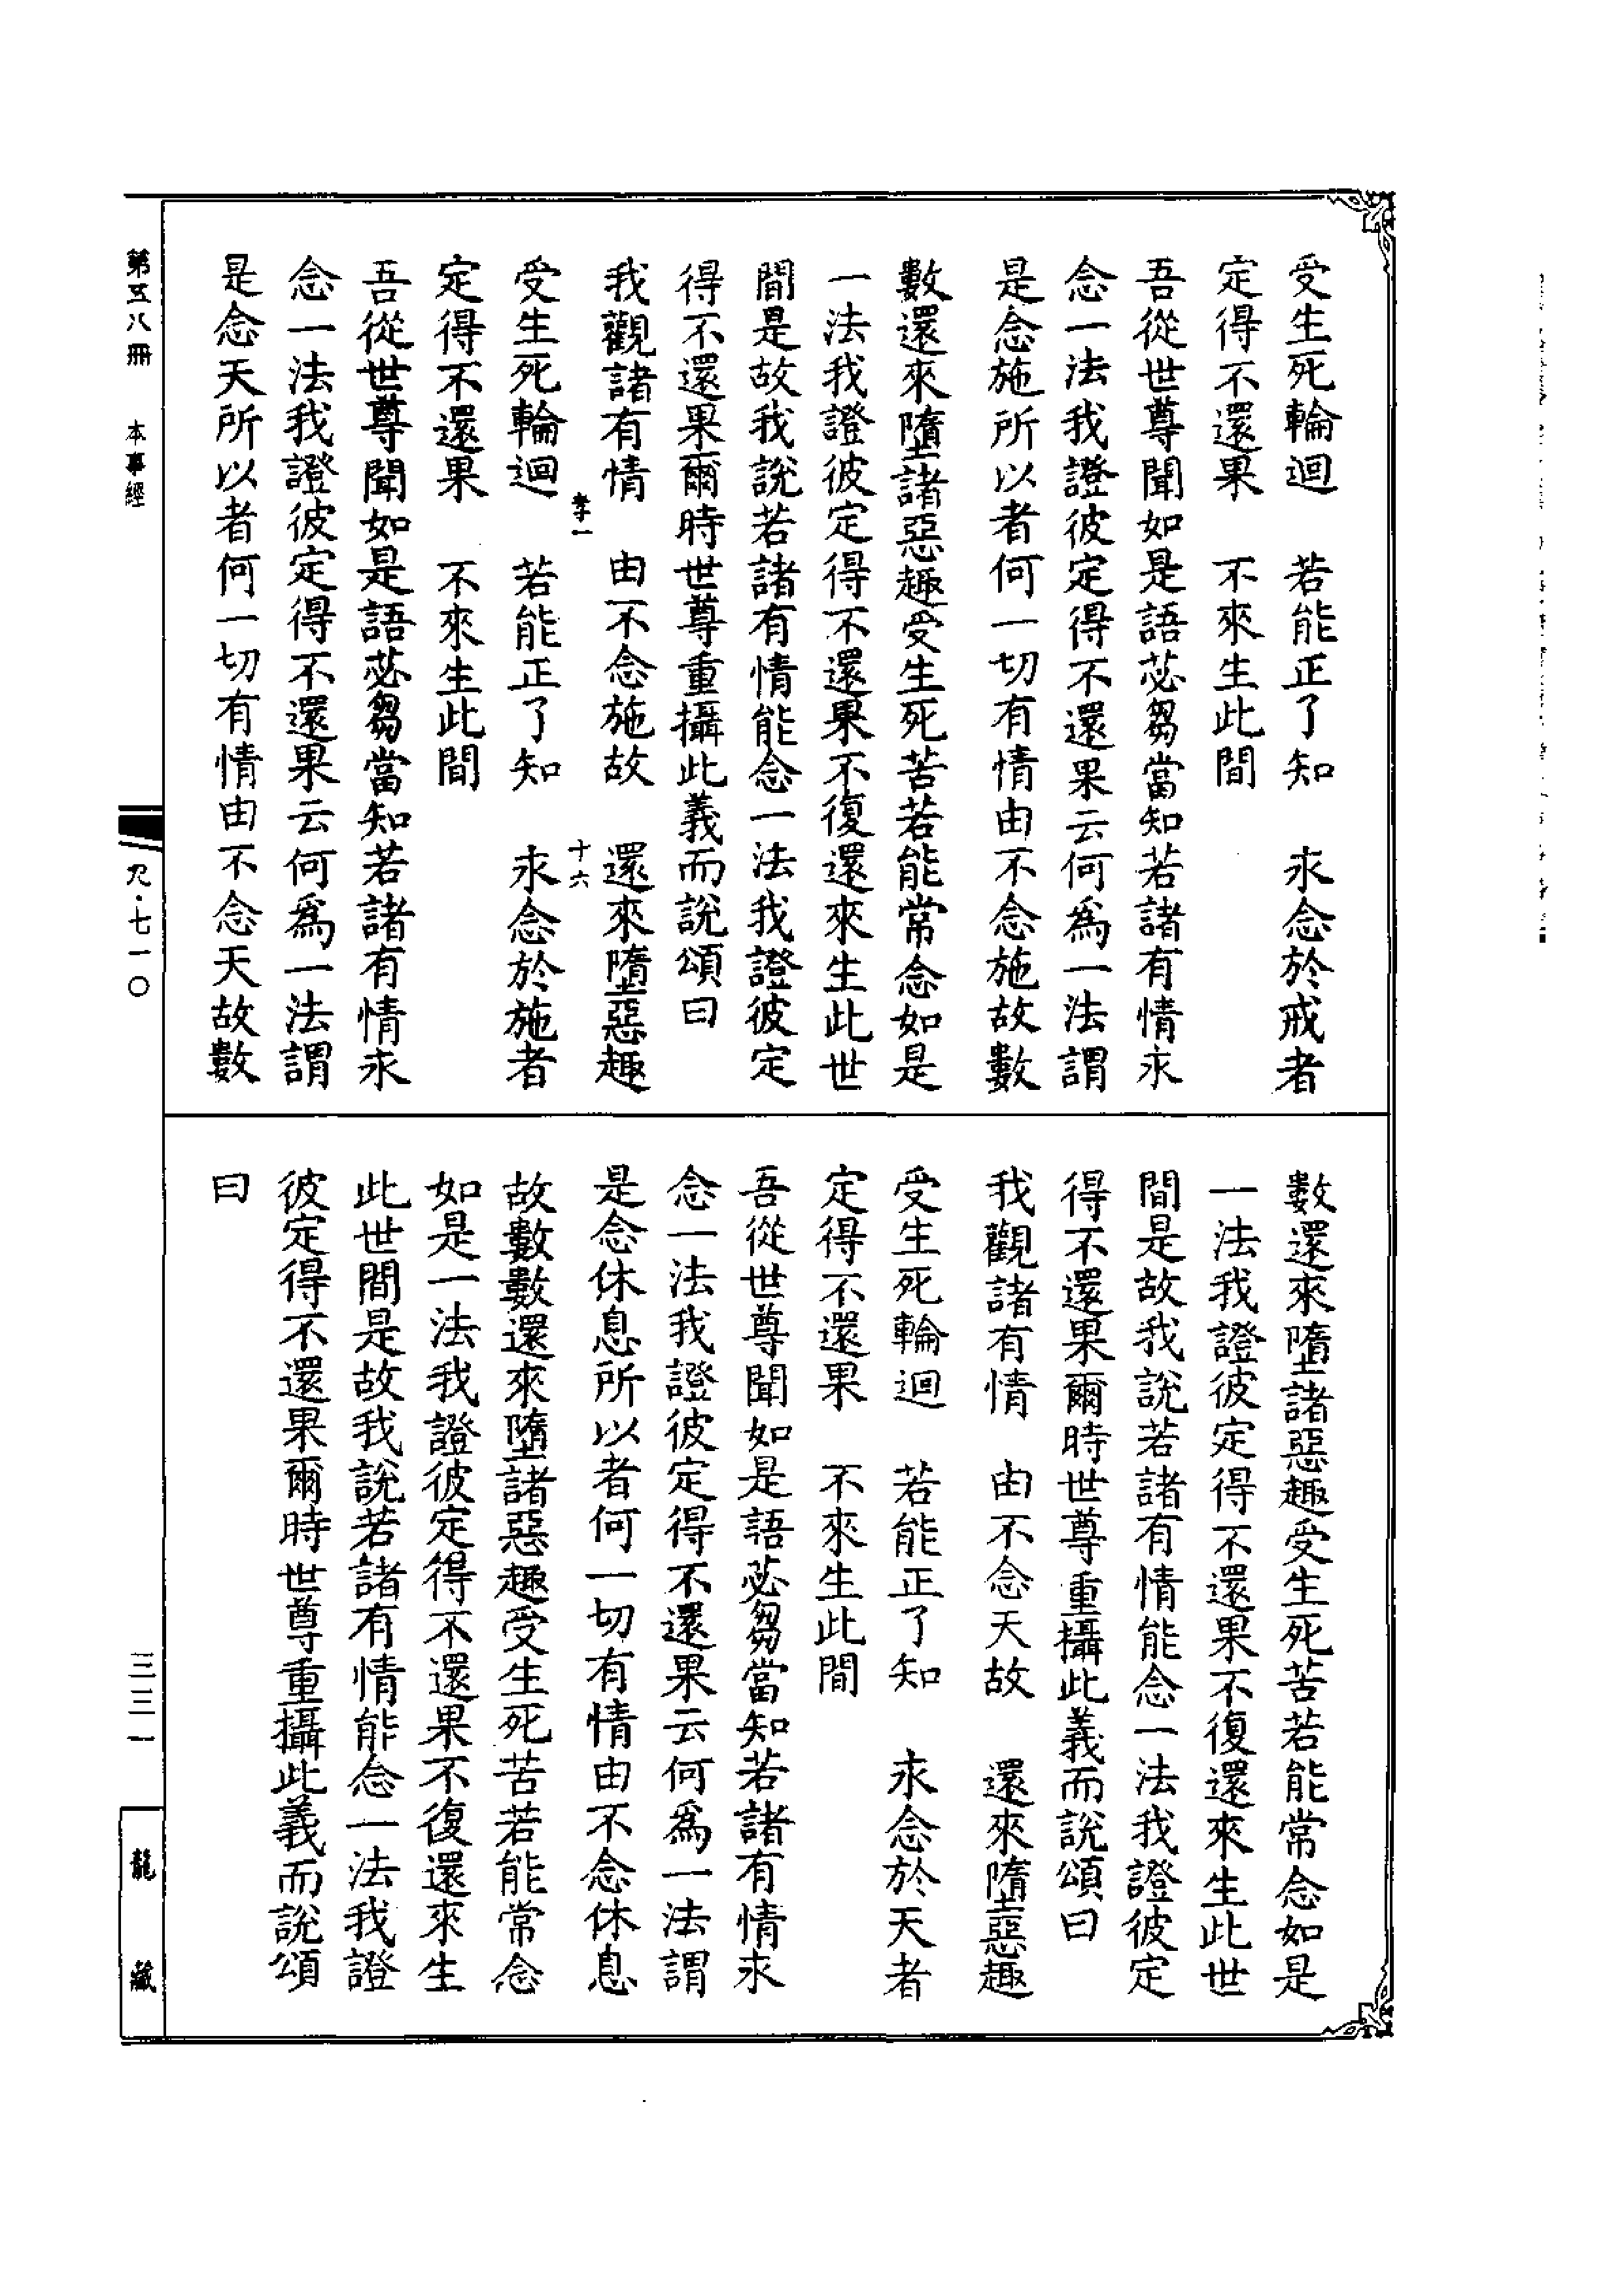 受生死輪迴　若能正了知　永念於戒者
定得不還果　不來生此間
吾從世尊聞如是語苾芻當知若諸有情永
念一法我證彼定得不還果云何爲一法謂
是念施所以者何一切有情由不念施故數
數還來墮諸惡趣受生死苦若能常念如是
一法我證彼定得不還果不復還來生此世
間是故我說若諸有情能念一法我證彼定
得不還果爾時世尊重攝此義而說頌曰
我觀諸有情　由不念施故　還來墮惡趣
孝一　十六
受生死輪迴　若能正了知　永念於施者
定得不還果　不來生此間
吾從世尊聞如是語苾芻當知若諸有情永
念一法我證彼定得不還果云何爲一法謂
是念天所以者何一切有情由不念天故數
數還來墮諸惡趣受生死苦若能常念如是
一法我證彼定得不還果不復還來生此世
間是故我說若諸有情能念一法我證彼定
得不還果爾時世尊重攝此義而說頌曰
我觀諸有情　由不念天故　還來墮惡趣
受生死輪迴　若能正了知　永念於天者
定得不還果　不來生此間
吾從世尊聞如是語苾芻當知若諸有情永
念一法我證彼定得不還果云何爲一法謂
是念休息所以者何一切有情由不念休息
故數數還來墮諸惡趣受生死苦若能常念
如是一法我證彼定得不還果不復還來生
此世間是故我說若諸有情能念一法我證
彼定得不還果爾時世尊重攝此義而說頌
曰
第五八冊　本事經
尺·七一〇
三三一
龍藏